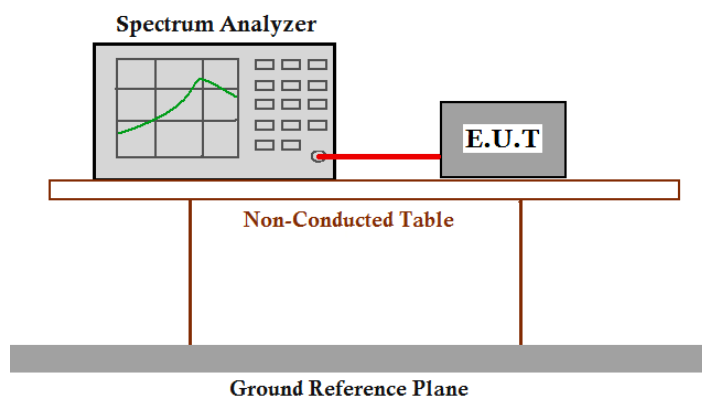 Spectrum Analyzer
E.U.T
Non-Conducted Table
Ground Reference Plane